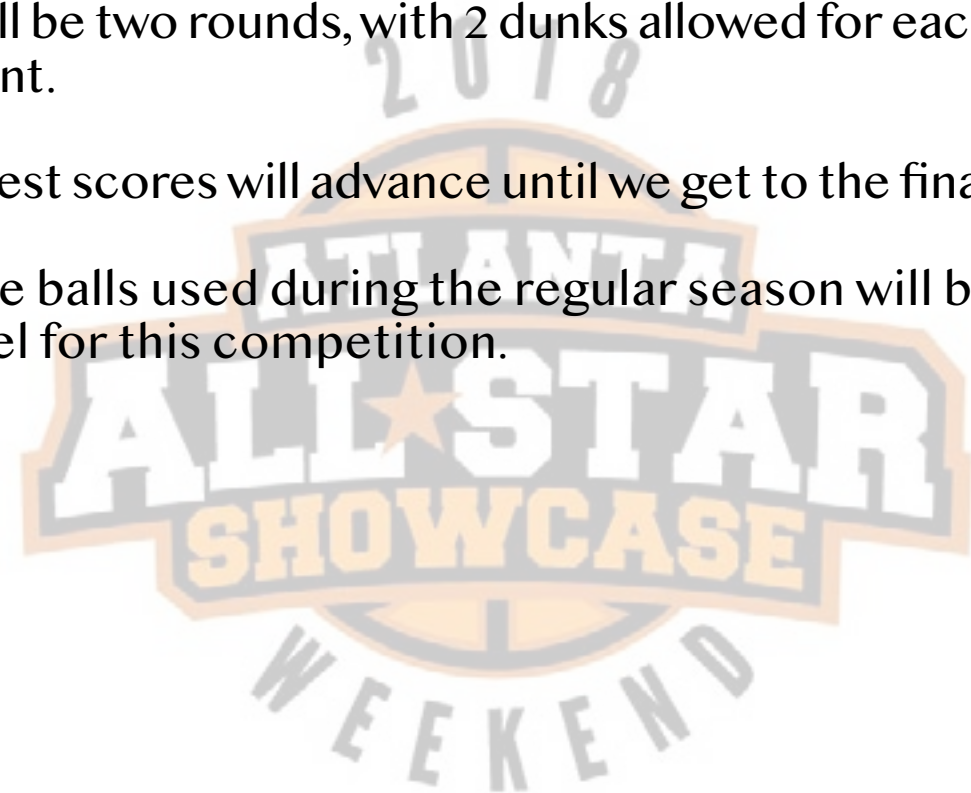 ll be two rounds, with 2 dunks allowed for eac
nt.
est scores will advance until we get to the fina
e balls used during the regular season will b
el for this competition.
2018
ATLANTA
ALL★STAR
SHOWCASE
WEEKEND